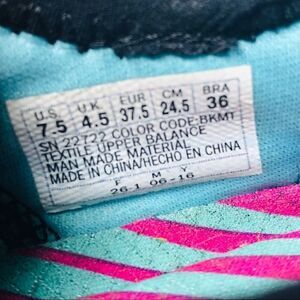 U.S. U.K. EUR CM BRA
7.5 4.5 37.5 24.5 36
SN 22722 COLOR CODE:BKMT
TEXTILE UPPER BALANCE
MAN MADE MATERIAL
MADE IN CHINA/HECHO EN CHINA
F M Y
26-1 06-16